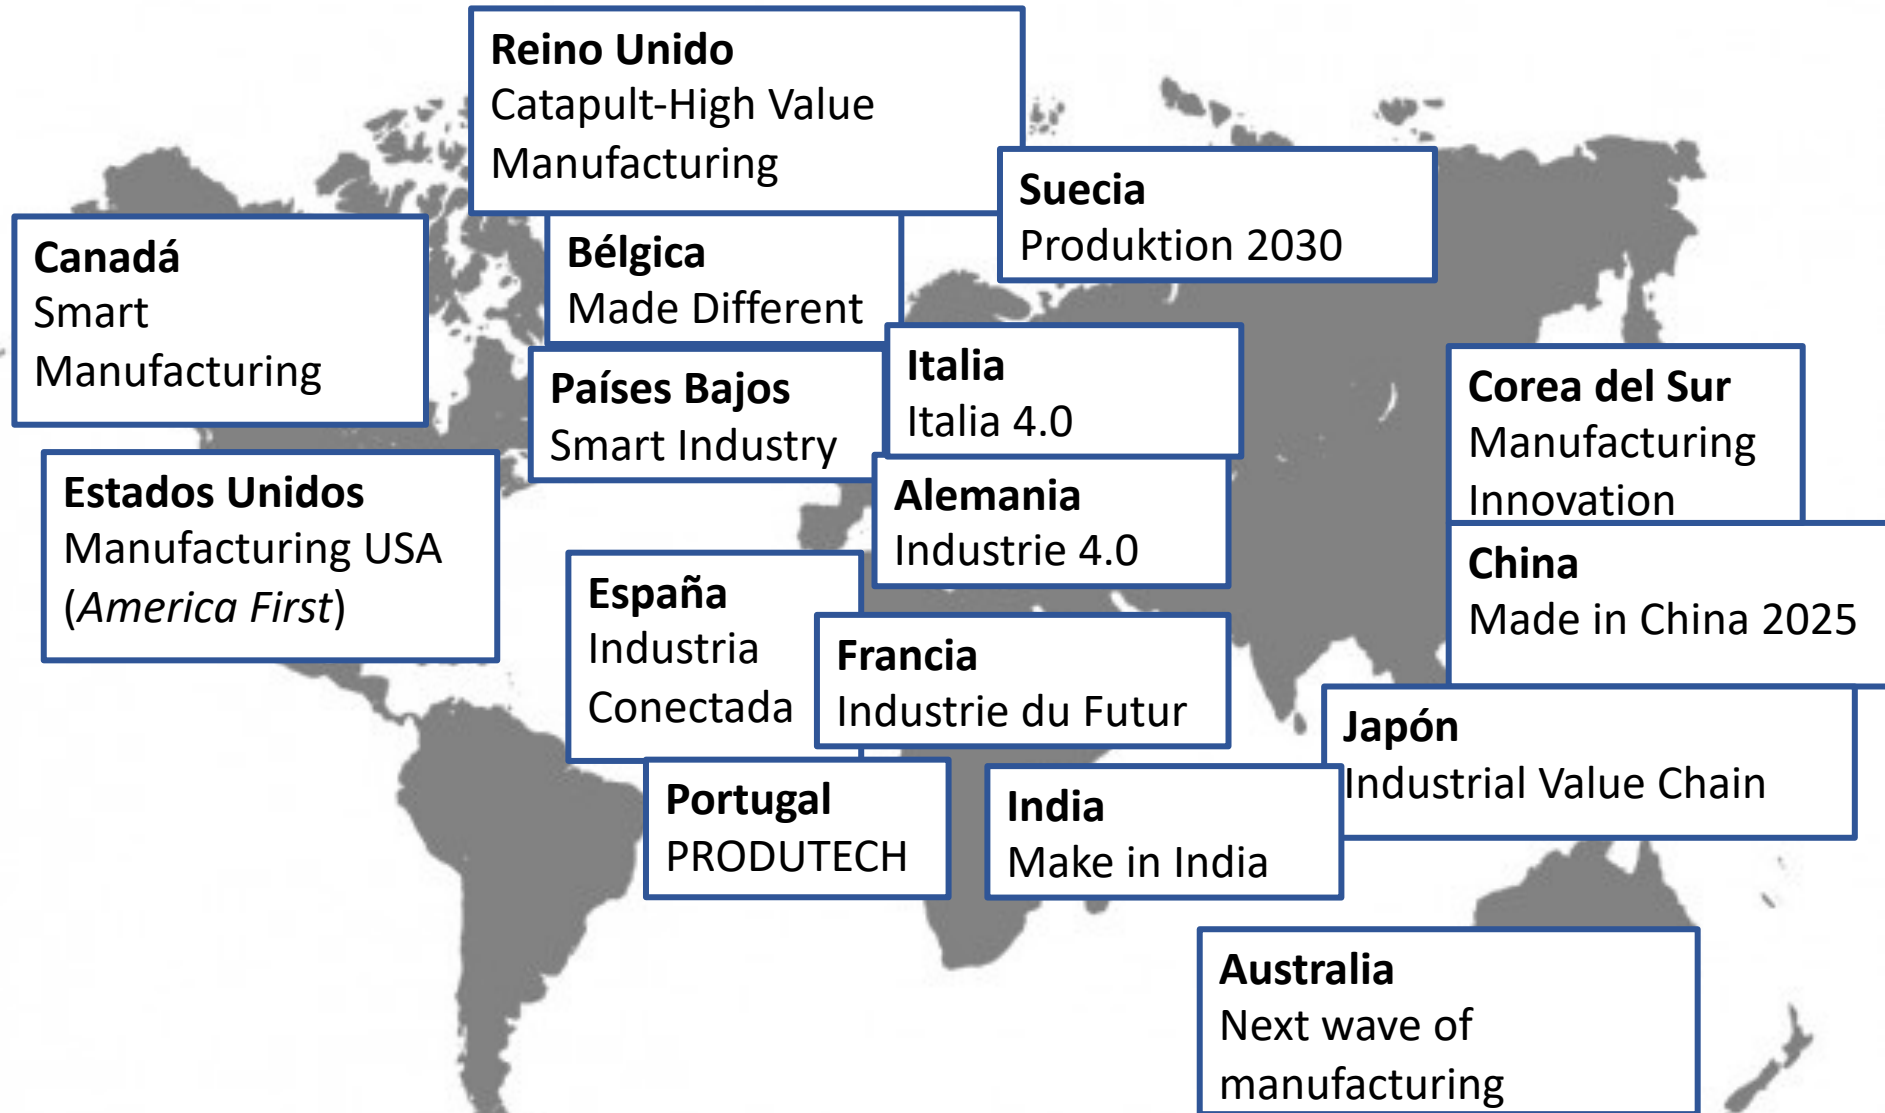 Reino Unido
Catapult-High Value
Manufacturing
Suecia
Produktion 2030
Canadá
Smart
Manufacturing
Bélgica
Made Different
Países Bajos
Smart Industry
Italia
Italia 4.0
Corea del Sur
Manufacturing
Innovation
Estados Unidos
Manufacturing USA
(America First)
Alemania
Industrie 4.0
China
Made in China 2025
España
Industria
Conectada
Francia
Industrie du Futur
Japón
Industrial Value Chain
Portugal
PRODUTECH
India
Make in India
Australia
Next wave of
manufacturing